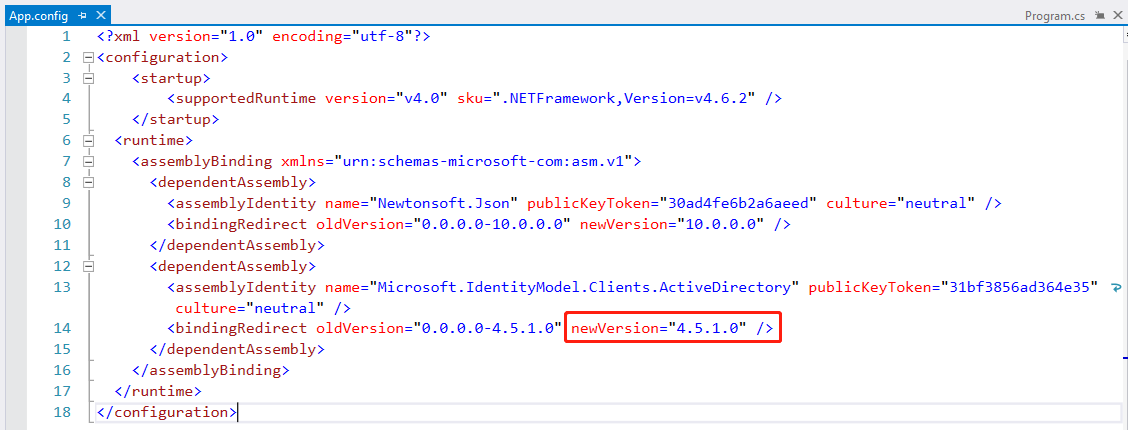 App.config
Program.cs
1 <?xml version="1.0" encoding="utf-8"?>
2 <configuration>
3 <startup>
4 <supportedRuntime version="v4.0" sku=".NETFramework,Version=v4.6.2" />
5 </startup>
6 <runtime>
7 <assemblyBinding xmlns="urn:schemas-microsoft-com:asm.v1">
8 <dependentAssembly>
9 <assemblyIdentity name="Newtonsoft.Json" publicKeyToken="30ad4fe6b2a6aeed" culture="neutral" />
10 <bindingRedirect oldVersion="0.0.0.0-10.0.0.0" newVersion="10.0.0.0" />
11 </dependentAssembly>
12 <dependentAssembly>
13 <assemblyIdentity name="Microsoft.IdentityModel.Clients.ActiveDirectory" publicKeyToken="31bf3856ad364e35"
culture="neutral" />
14 <bindingRedirect oldVersion="0.0.0.0-4.5.1.0" newVersion="4.5.1.0" />
15 </dependentAssembly>
16 </assemblyBinding>
17 </runtime>
18 </configuration>